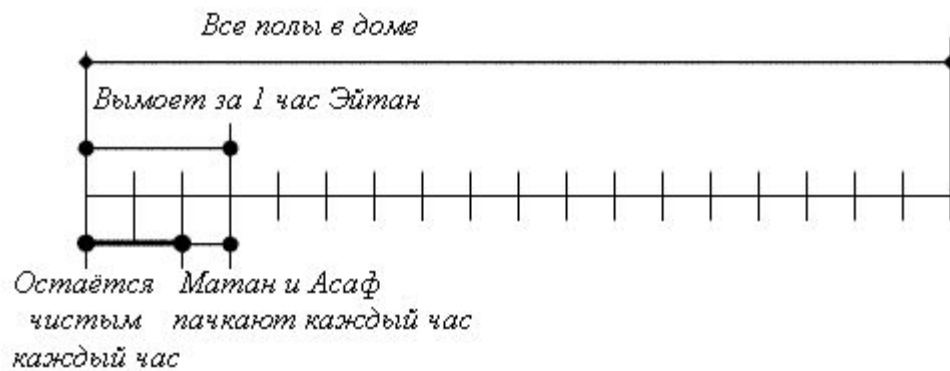 Все полы в доме
Вымоет за 1 час Эйтан
Остаётся Матан и Асаф
чистым пачкают каждый час
каждый час